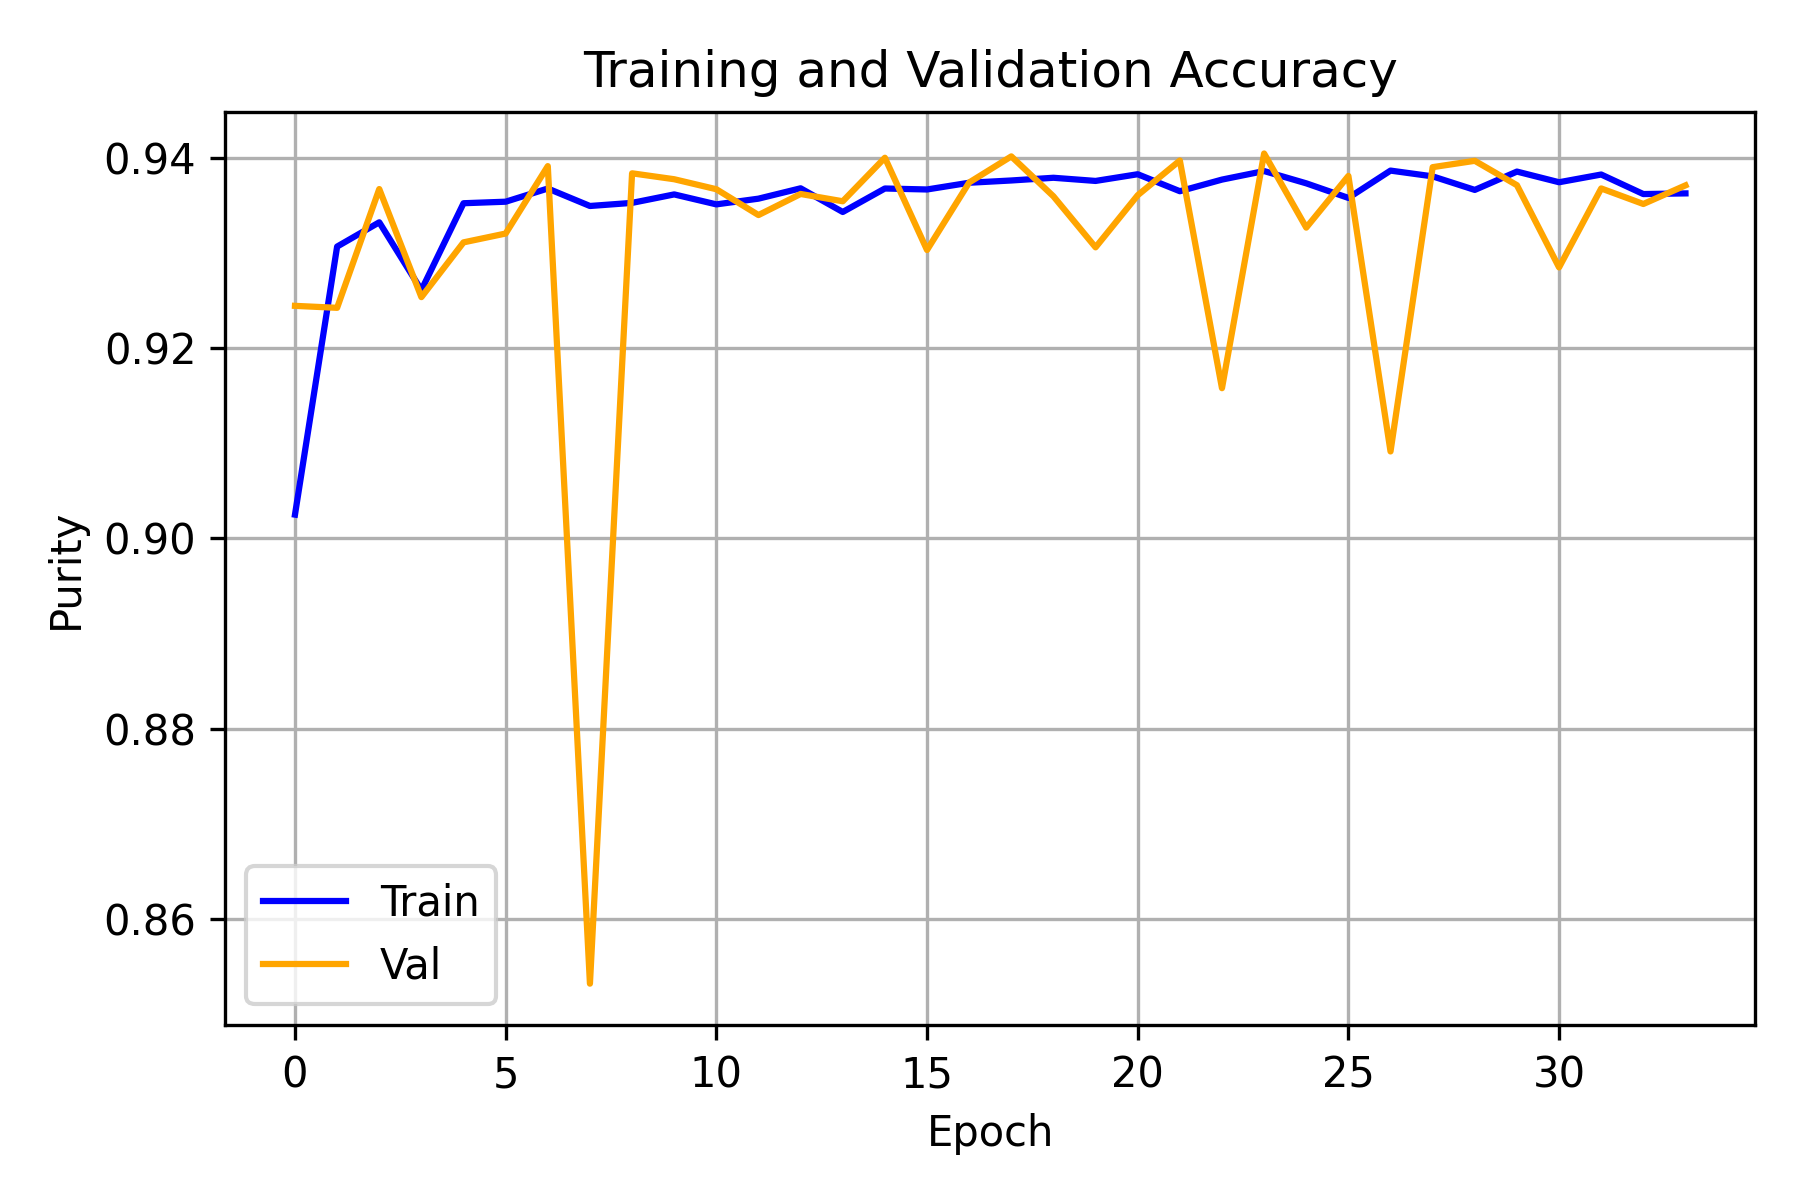 Training and Validation Accuracy
0.94
0.92
0.90
0.88
0.86
Purity
Train
Val
0 5 10 15 20 25 30
Epoch